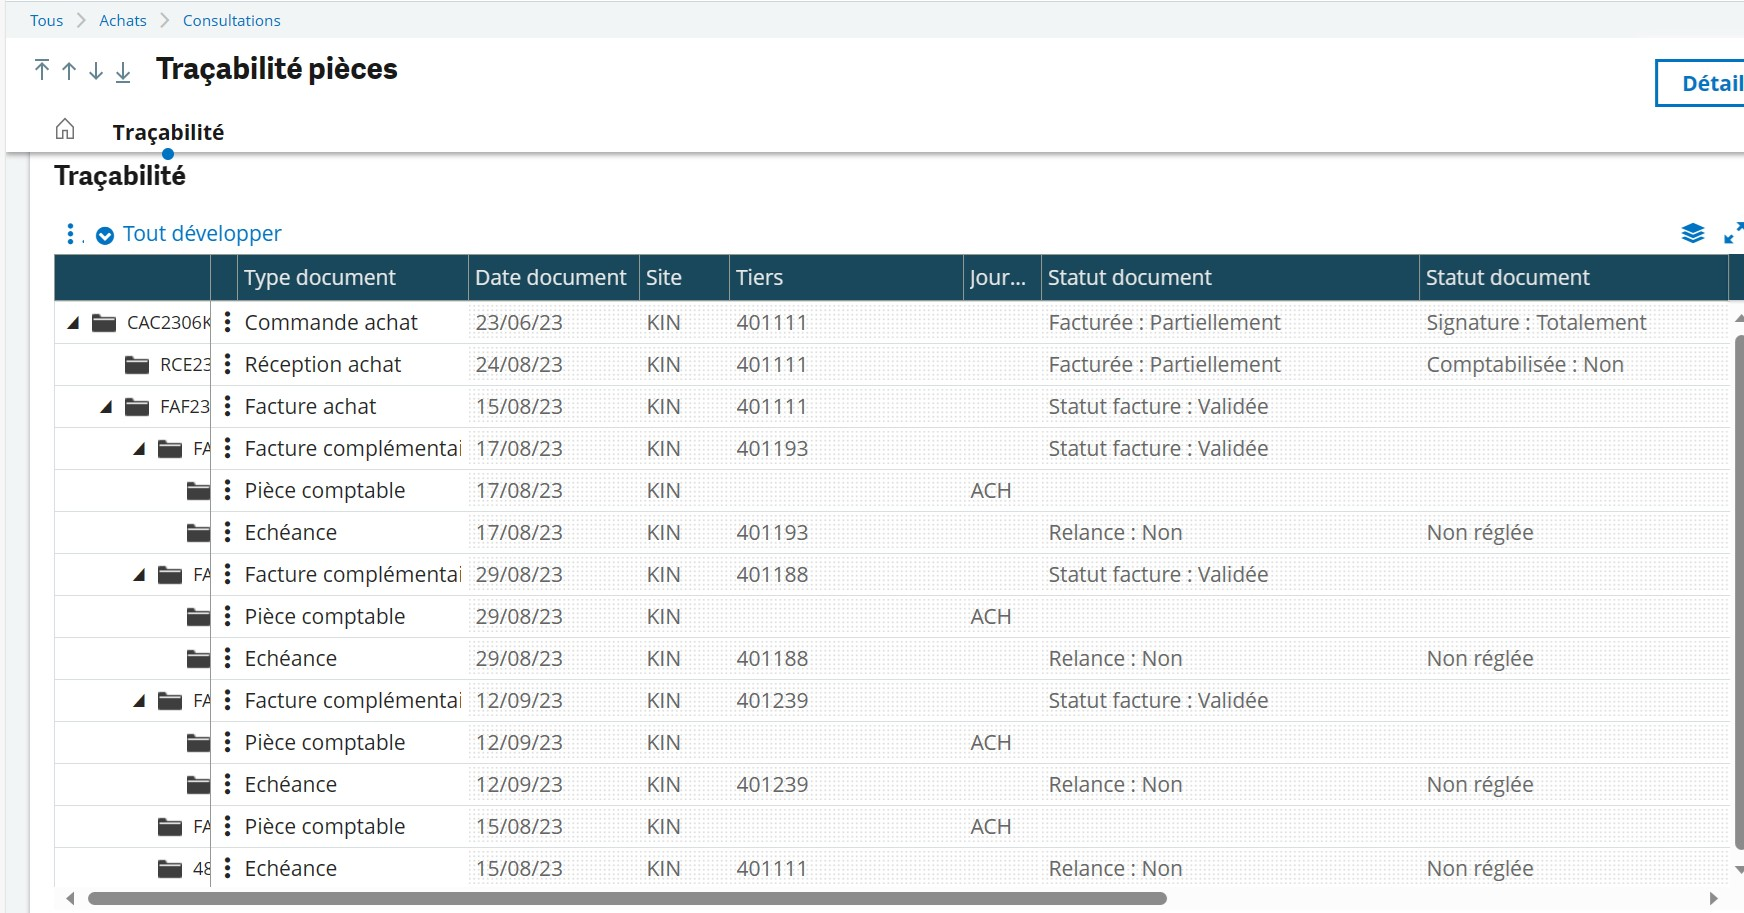 Tous Achats Consultations
Traçabilité pièces
Détail
Traçabilité
Traçabilité
Tout développer
Type document Date document Site Tiers Jour... Statut document Statut document
CAC2306K Commande achat 23/06/23 KIN 401111 Facturée : Partiellement Signature : Totalement
RCE23 Réception achat 24/08/23 KIN 401111 Facturée : Partiellement Comptabilisée : Non
FAF23 Facture achat 15/08/23 KIN 401111 Statut facture : Validée
FA Facture complémentai 17/08/23 KIN 401193 Statut facture : Validée
Pièce comptable 17/08/23 KIN ACH
Echéance 17/08/23 KIN 401193 Relance : Non Non réglée
FA Facture complémentai 29/08/23 KIN 401188 Statut facture : Validée
Pièce comptable 29/08/23 KIN ACH
Echéance 29/08/23 KIN 401188 Relance : Non Non réglée
FA Facture complémentai 12/09/23 KIN 401239 Statut facture : Validée
Pièce comptable 12/09/23 KIN ACH
Echéance 12/09/23 KIN 401239 Relance : Non Non réglée
FA Pièce comptable 15/08/23 KIN ACH
48 Echéance 15/08/23 KIN 401111 Relance : Non Non réglée